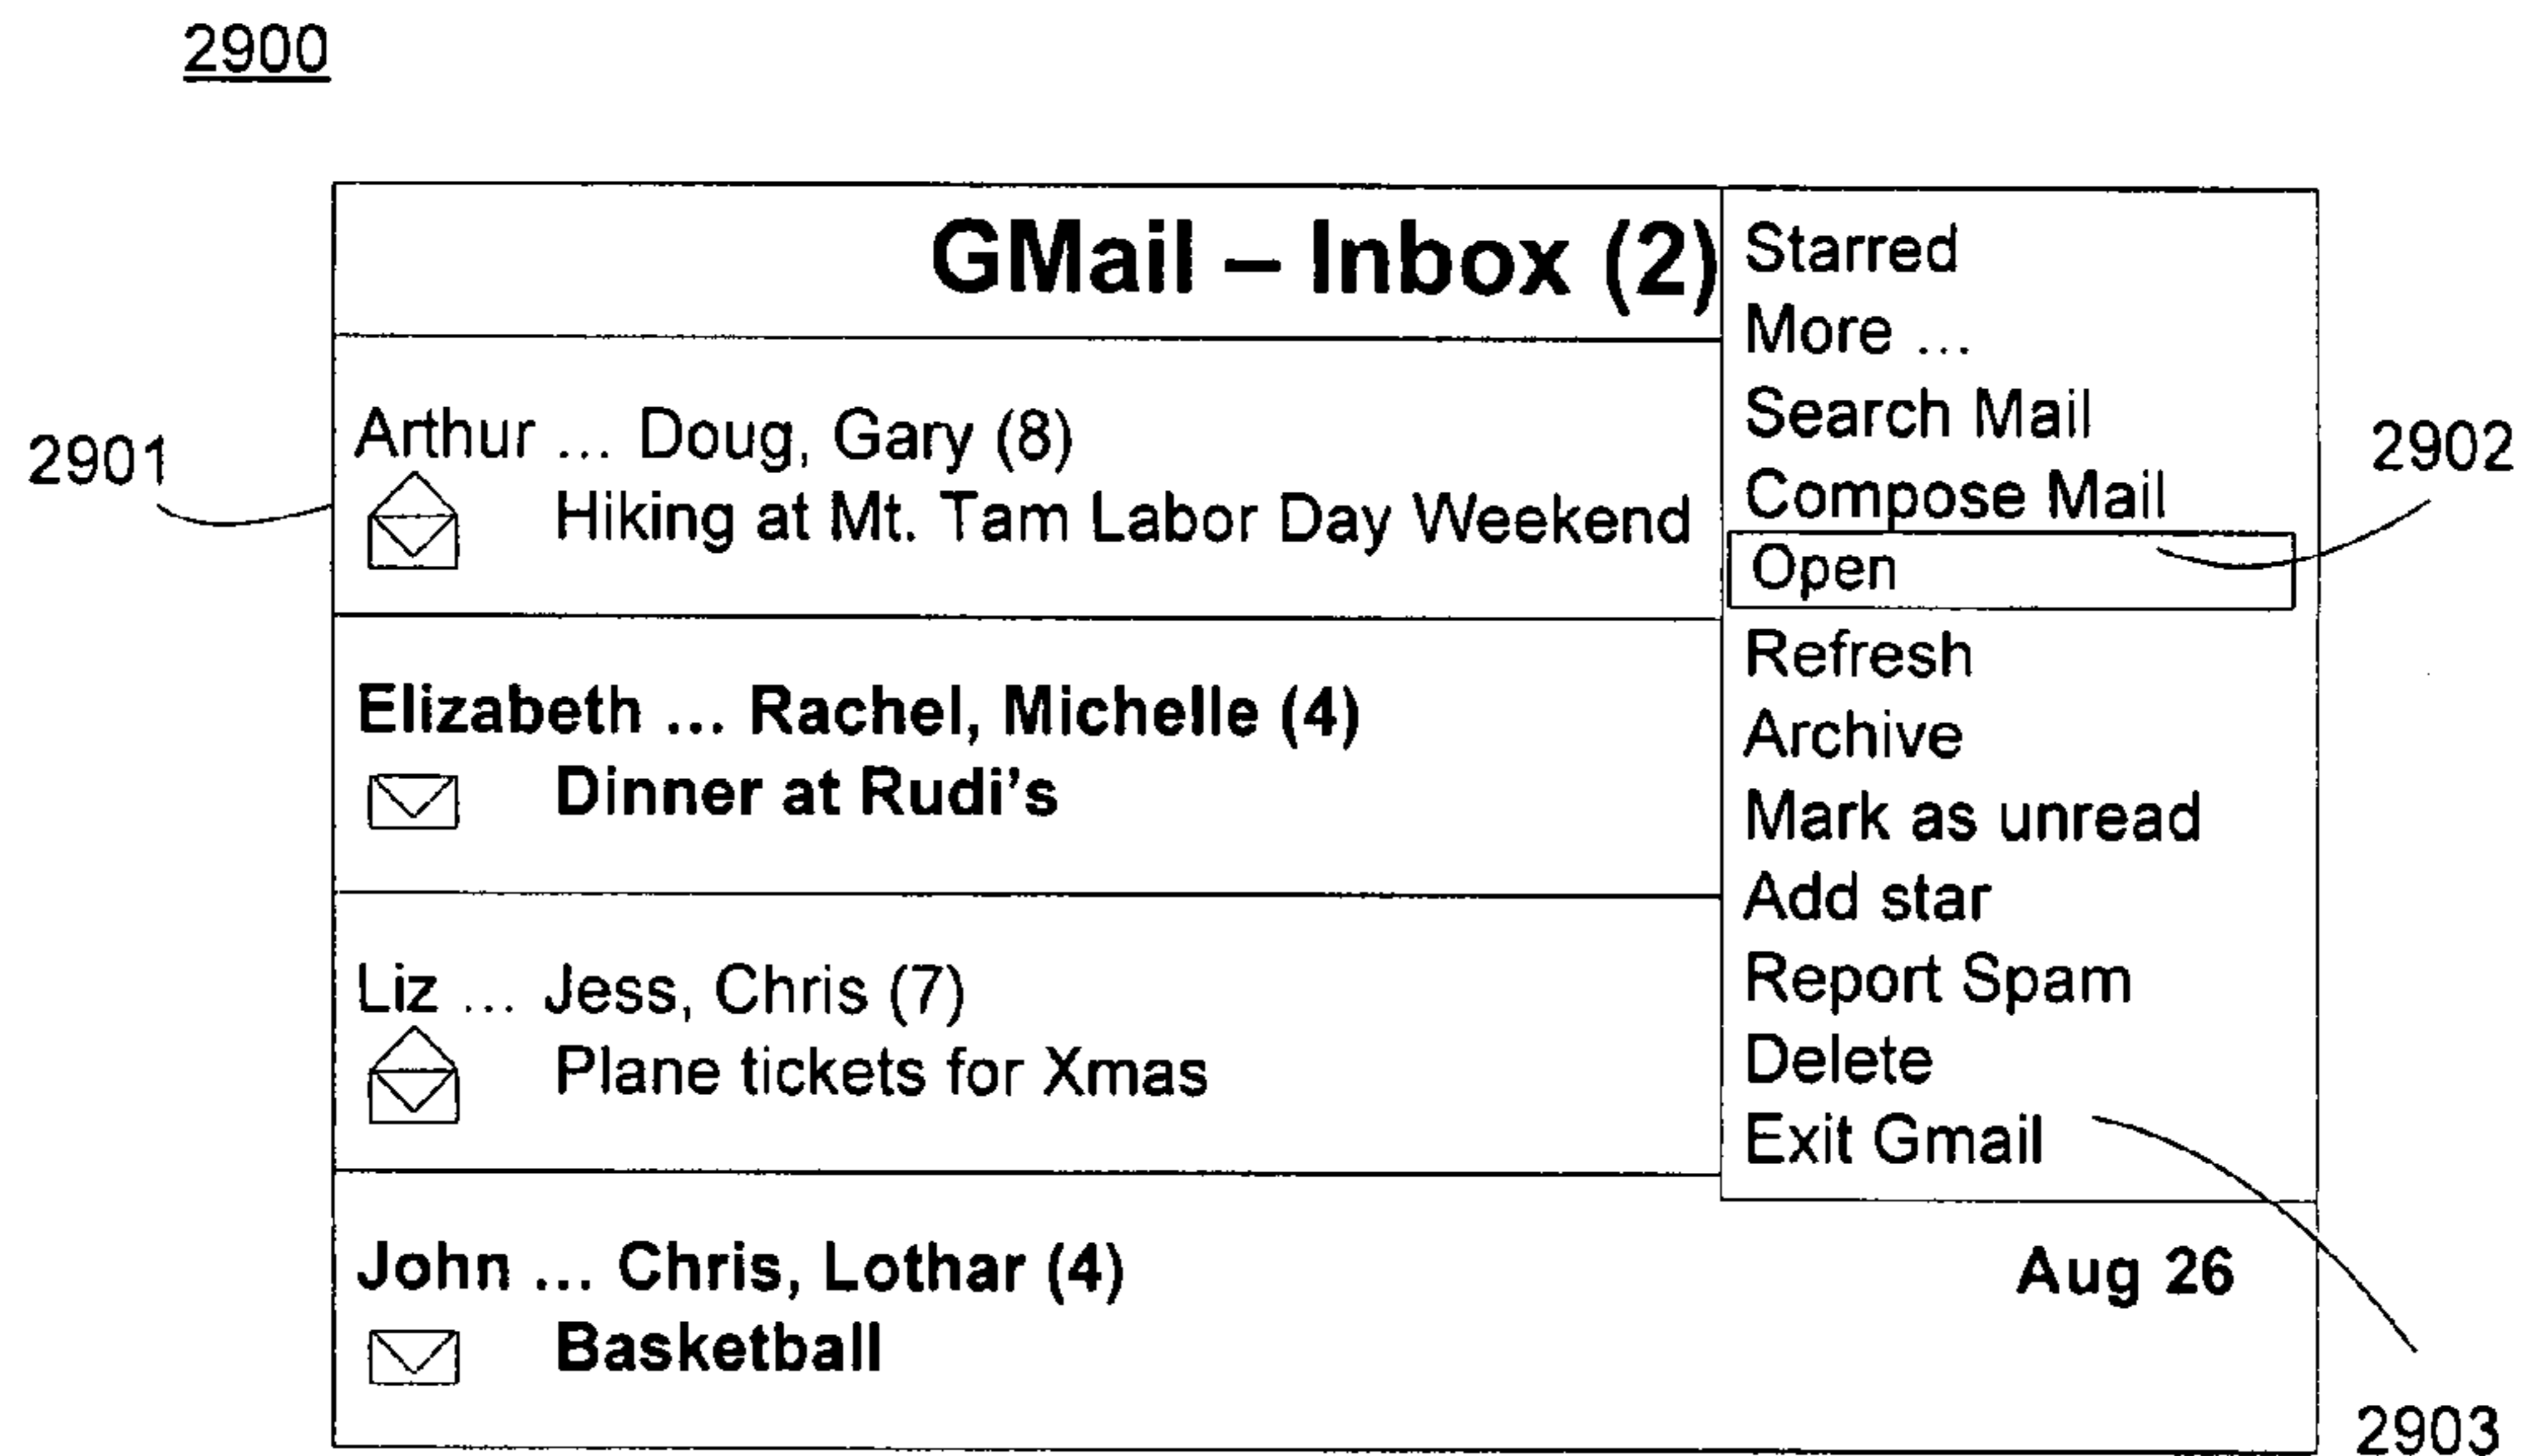 2900
GMail – Inbox (2)
Arthur ... Doug, Gary (8)
Hiking at Mt. Tam Labor Day Weekend
Elizabeth ... Rachel, Michelle (4)
Dinner at Rudi's
Liz ... Jess, Chris (7)
Plane tickets for Xmas
John ... Chris, Lothar (4)
Aug 26
Basketball
Starred
More ...
Search Mail
Compose Mail
Open
Refresh
Archive
Mark as unread
Add star
Report Spam
Delete
Exit Gmail
2901
2902
2903